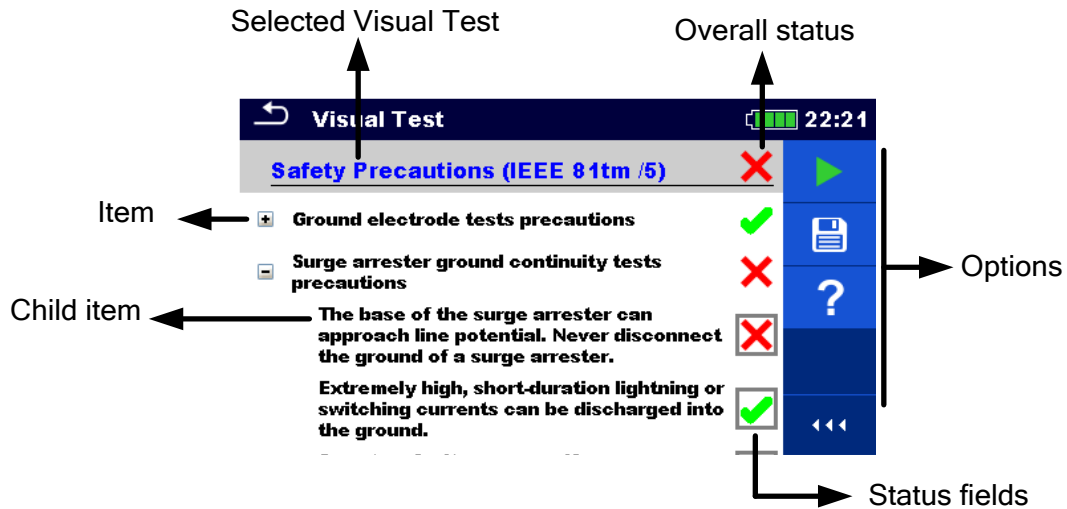 Selected Visual Test
Overall status
Visual Test
22:21
Safety Precautions (IEEE 81tm /5)
Item
Ground electrode tests precautions
Surge arrester ground continuity tests
precautions
Options
?
Child item
The base of the surge arrester can
approach line potential. Never disconnect
the ground of a surge arrester.
Extremely high, short-duration lightning or
switching currents can be discharged into
the ground.
Status fields